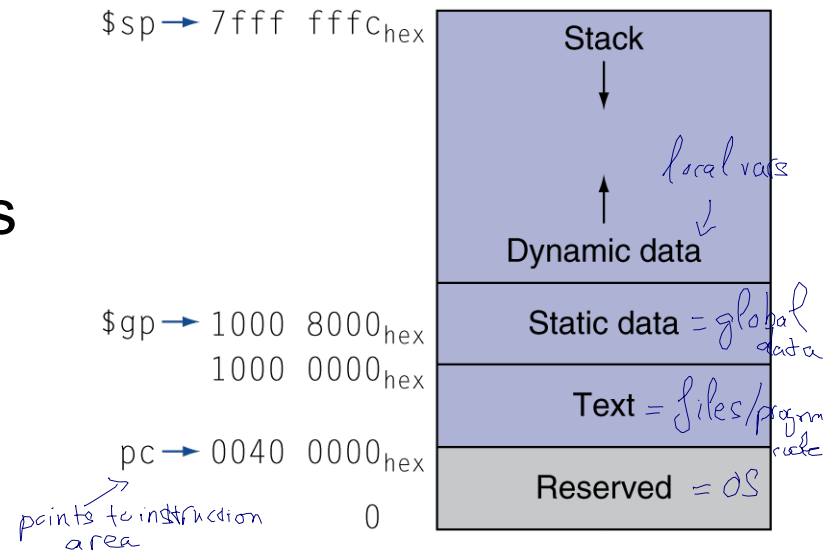 $sp → 7fff fffc hex
Stack
s
local vars
Dynamic data
$gp → 1000 8000 hex
Static data = global data
1000 0000 hex
Text = files/program code
pc → 0040 0000 hex
Reserved = OS
points to instruction
area
0